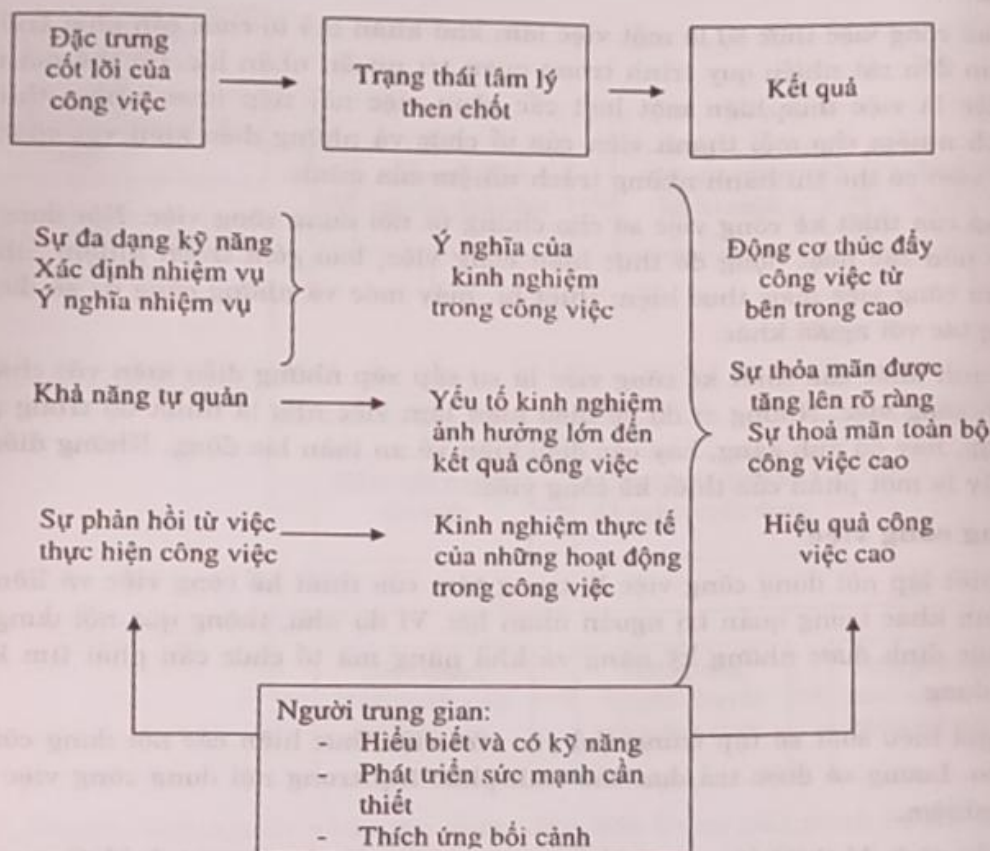 Đặc trưng
cốt lõi của
công việc
Trạng thái tâm lý
then chốt
Kết quả
Sự đa dạng kỹ năng
Xác định nhiệm vụ
Ý nghĩa nhiệm vụ
Ý nghĩa của
kinh nghiệm
trong công việc
Động cơ thúc đẩy
công việc từ
bên trong cao
Khả năng tự quản
Yếu tố kinh nghiệm
ảnh hưởng lớn đến
kết quả công việc
Sự thỏa mãn được
tăng lên rõ ràng
Sự thoả mãn toàn bộ
công việc cao
Sự phản hồi từ việc
thực hiện công việc
Kinh nghiệm thực tế
của những hoạt động
trong công việc
Hiệu quả công
việc cao
Người trung gian:
- Hiểu biết và có kỹ năng
- Phát triển sức mạnh cần
thiết
- Thích ứng bối cảnh